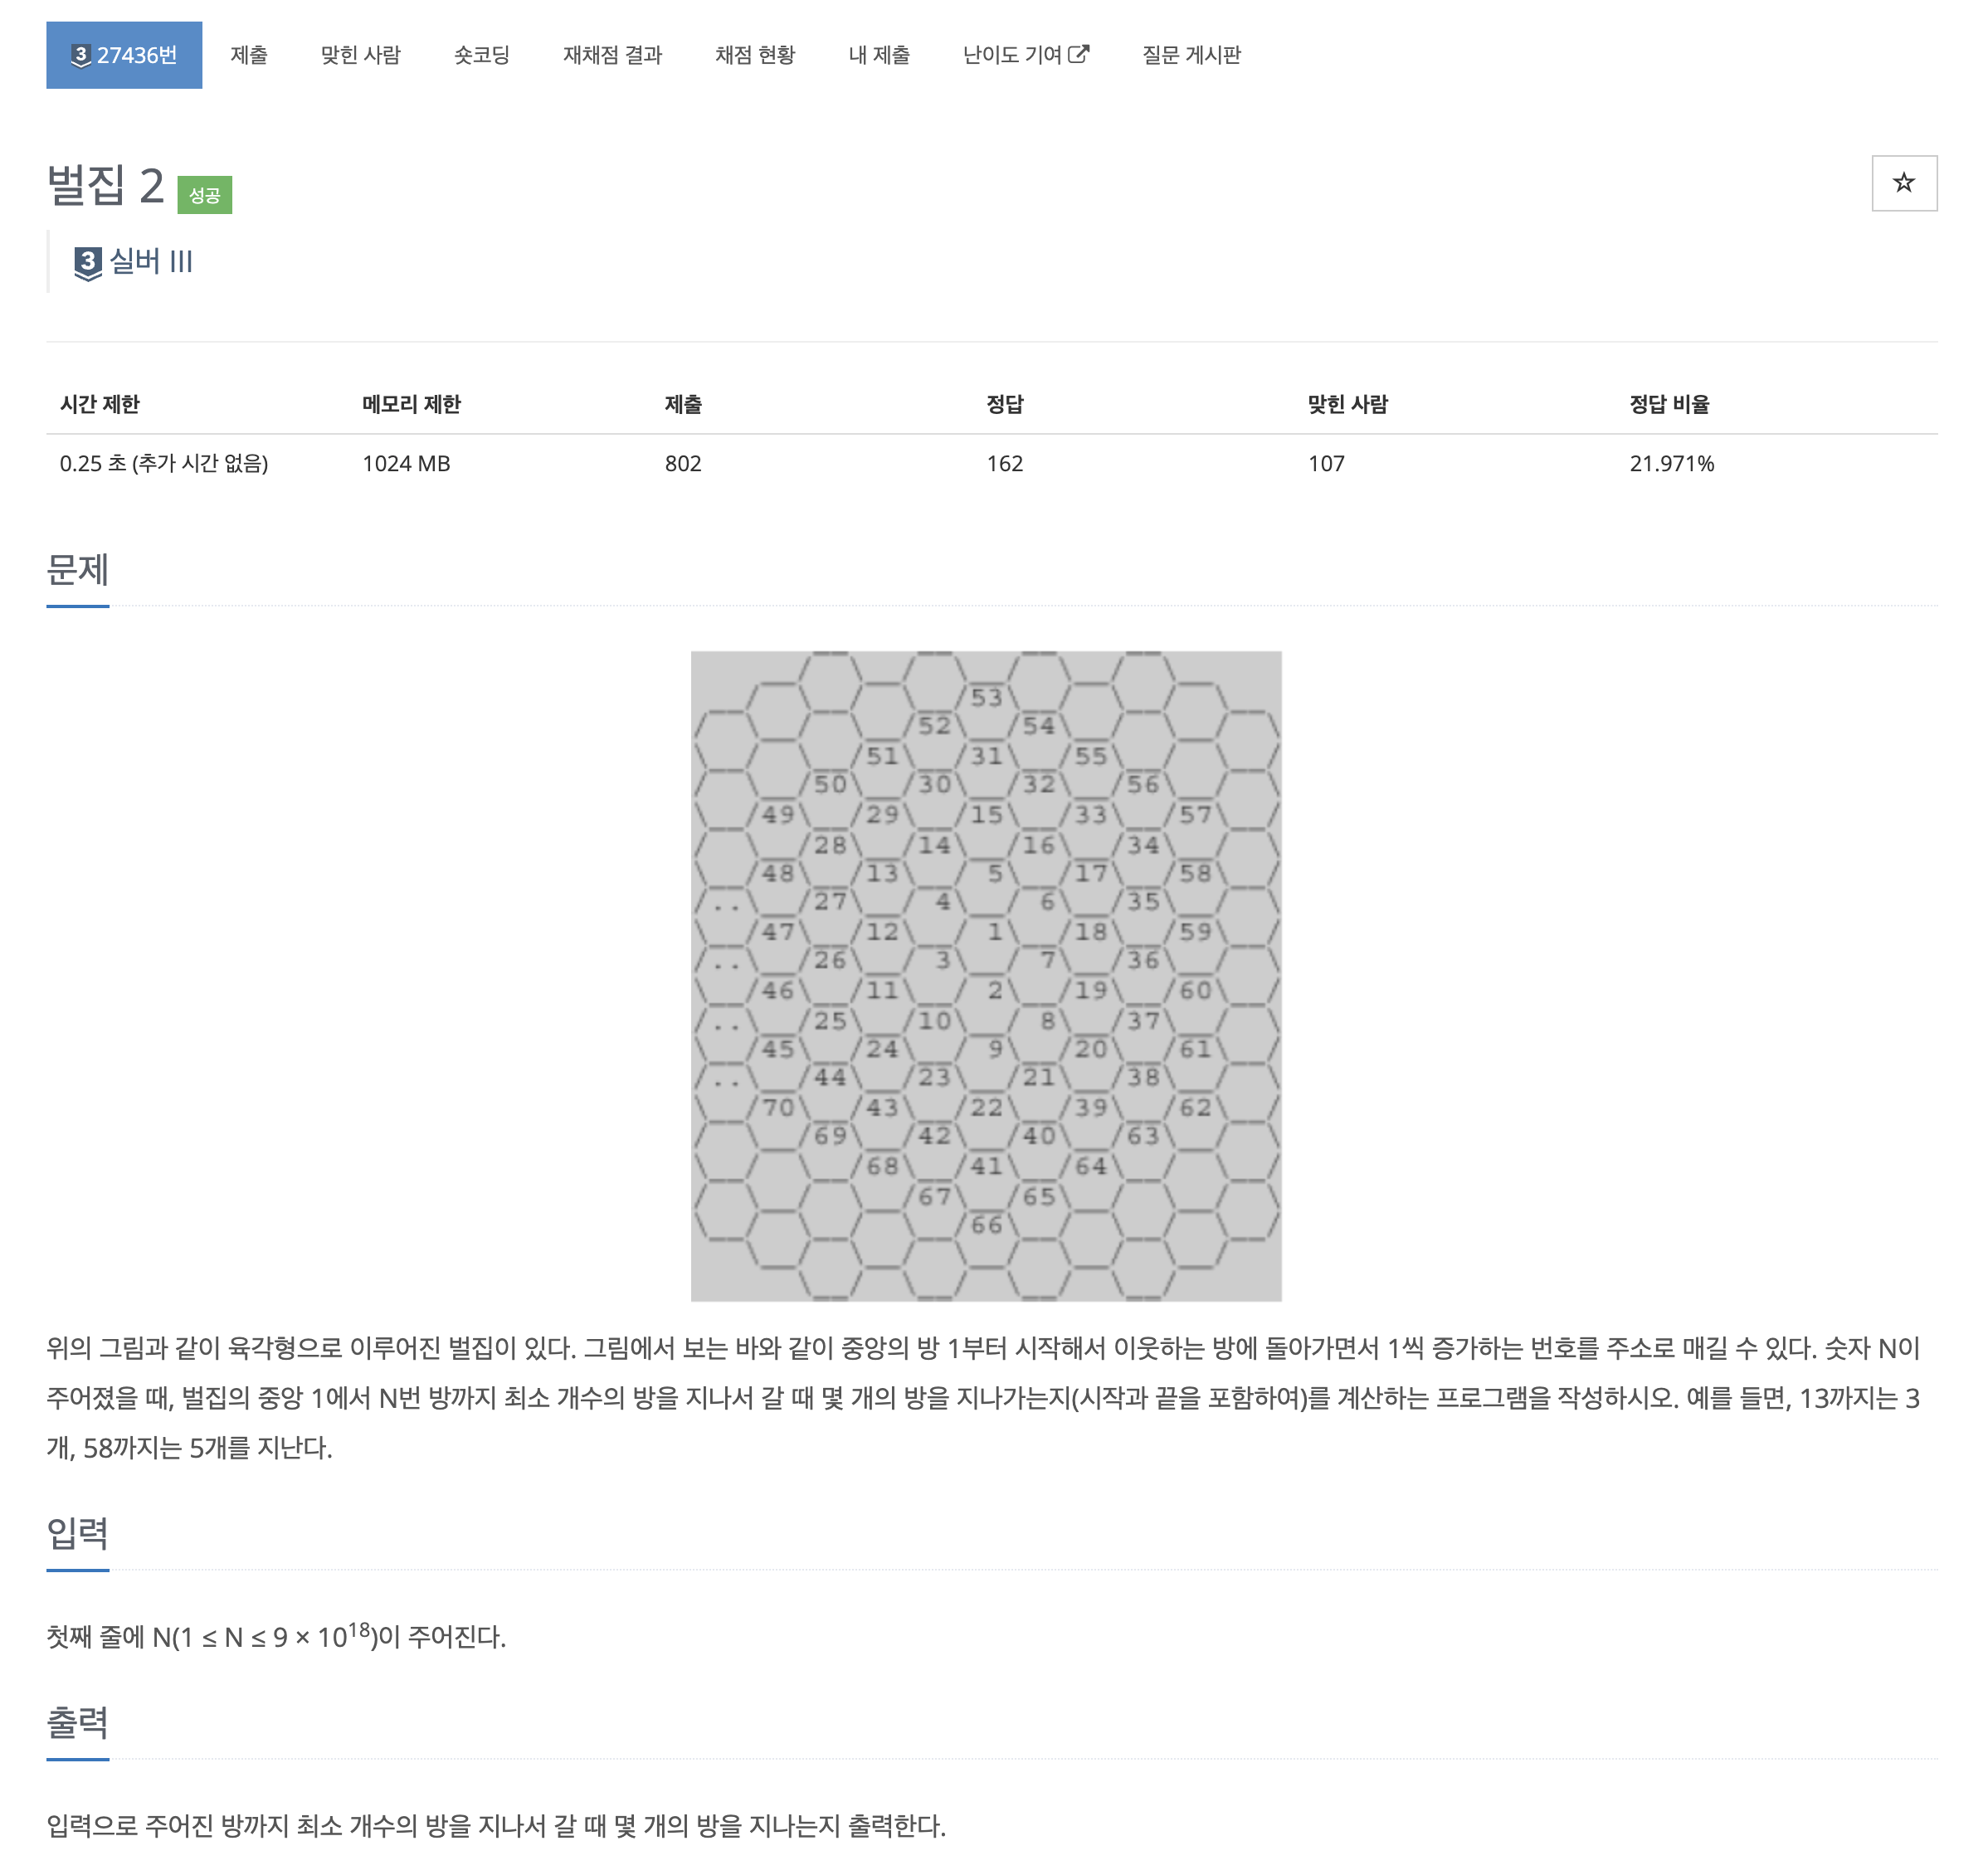 3 27436번 제출 맞힌 사람 숏코딩 재채점 결과 채점 현황 내 제출 난이도 기여 질문 게시판
벌집 2 성공
3 실버 III
시간 제한 메모리 제한 제출 정답 맞힌 사람 정답 비율
0.25 초 (추가 시간 없음) 1024 MB 802 162 107 21.971%
문제
53
52 54
51 31 55
50 30 32 56
49 29 15 33 57
28 14 16 34
48 13 5 17 58
.. 27 4 6 35
47 12 1 18 59
.. 26 3 7 36
46 11 2 19 60
.. 25 10 8 37
45 24 9 20 61
.. 44 23 21 38
70 43 22 39 62
69 42 40 63
68 41 64
67 65
66
위의 그림과 같이 육각형으로 이루어진 벌집이 있다. 그림에서 보는 바와 같이 중앙의 방 1부터 시작해서 이웃하는 방에 돌아가면서 1씩 증가하는 번호를 주소로 매길 수 있다. 숫자 N이
주어졌을 때, 벌집의 중앙 1에서 N번 방까지 최소 개수의 방을 지나서 갈 때 몇 개의 방을 지나가는지(시작과 끝을 포함하여)를 계산하는 프로그램을 작성하시오. 예를 들면, 13까지는 3
개, 58까지는 5개를 지난다.
입력
첫째 줄에 N(1 ≤ N ≤ 9 × 10¹⁸)이 주어진다.
출력
입력으로 주어진 방까지 최소 개수의 방을 지나서 갈 때 몇 개의 방을 지나는지 출력한다.